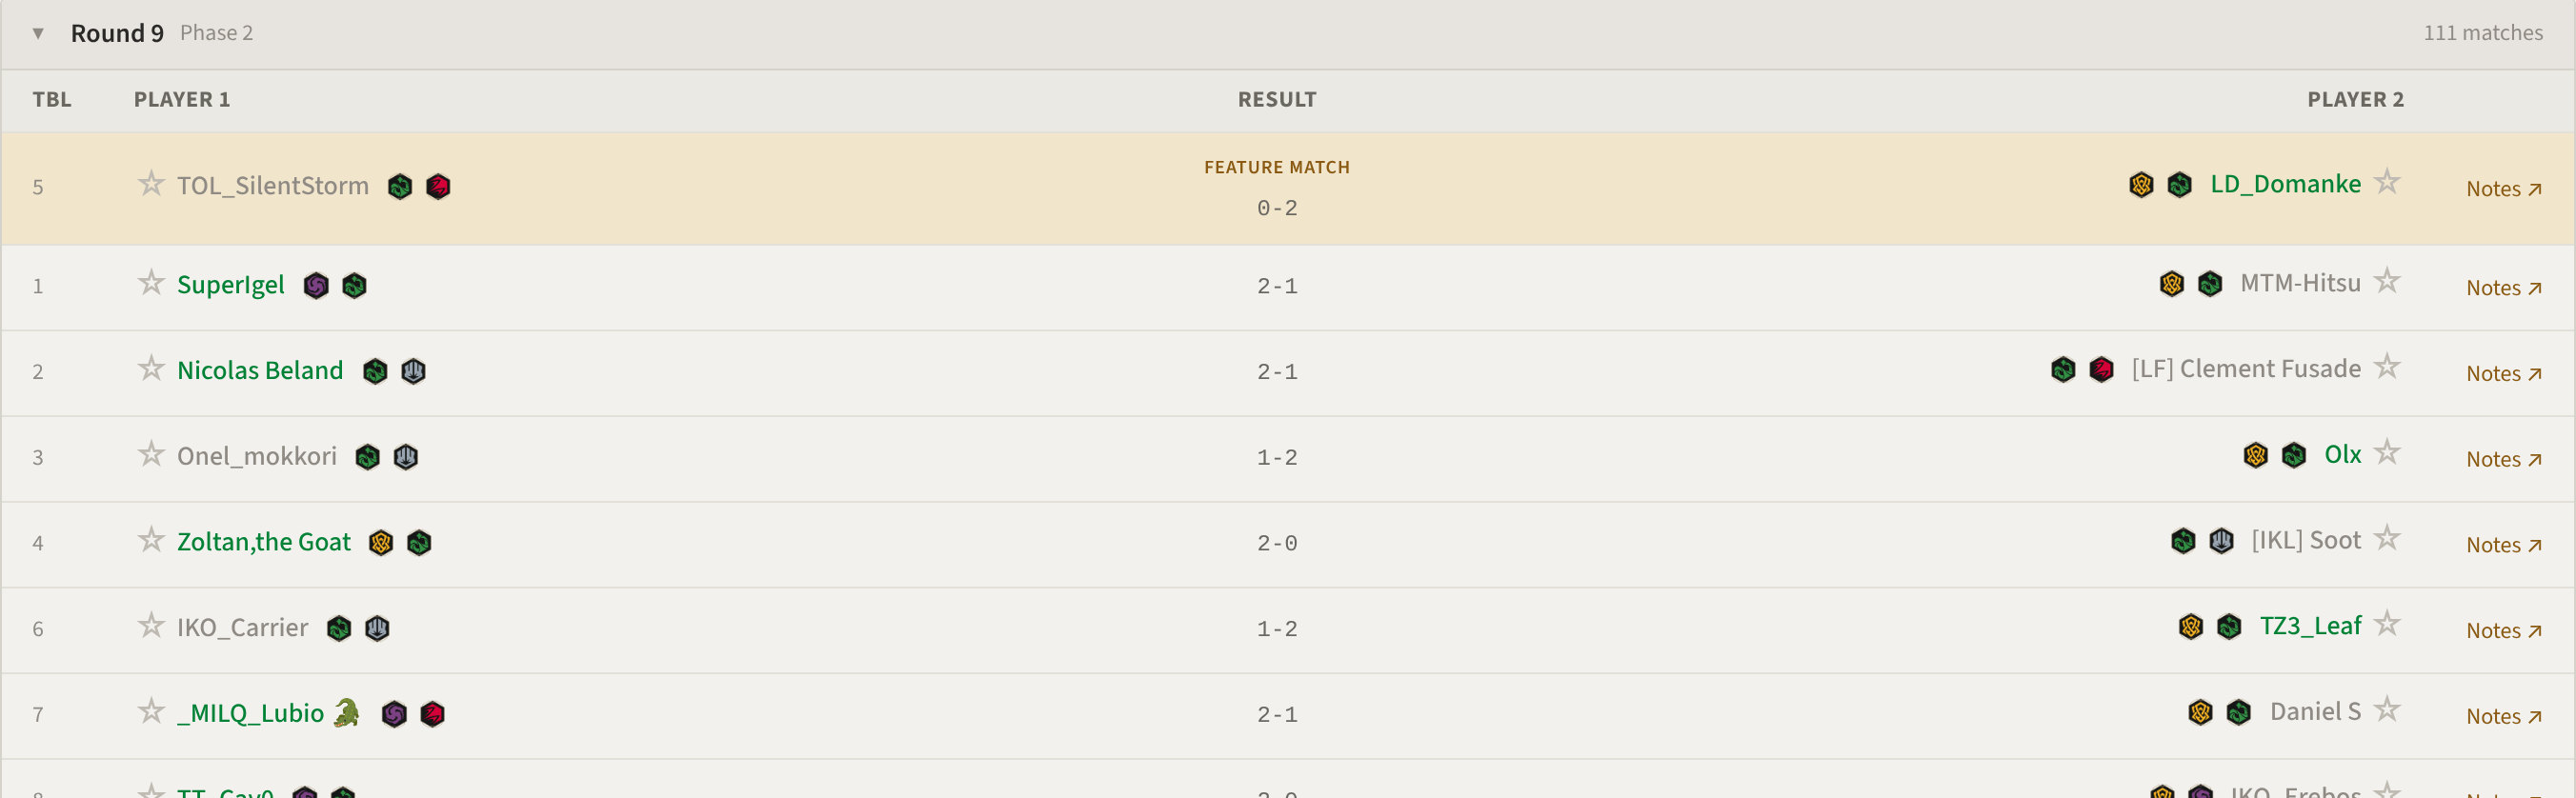 ▼ Round 9 Phase 2 111 matches
TBL PLAYER 1 RESULT PLAYER 2
FEATURE MATCH
5 TOL_SilentStorm 0-2 LD_Domanke Notes ↗
1 SuperIgel 2-1 MTM-Hitsu Notes ↗
2 Nicolas Beland 2-1 [LF] Clement Fusade Notes ↗
3 Onel_mokkori 1-2 Olx Notes ↗
4 Zoltan,the Goat 2-0 [IKL] Soot Notes ↗
6 IKO_Carrier 1-2 TZ3_Leaf Notes ↗
7 _MILQ_Lubio 🐊 2-1 Daniel S Notes ↗